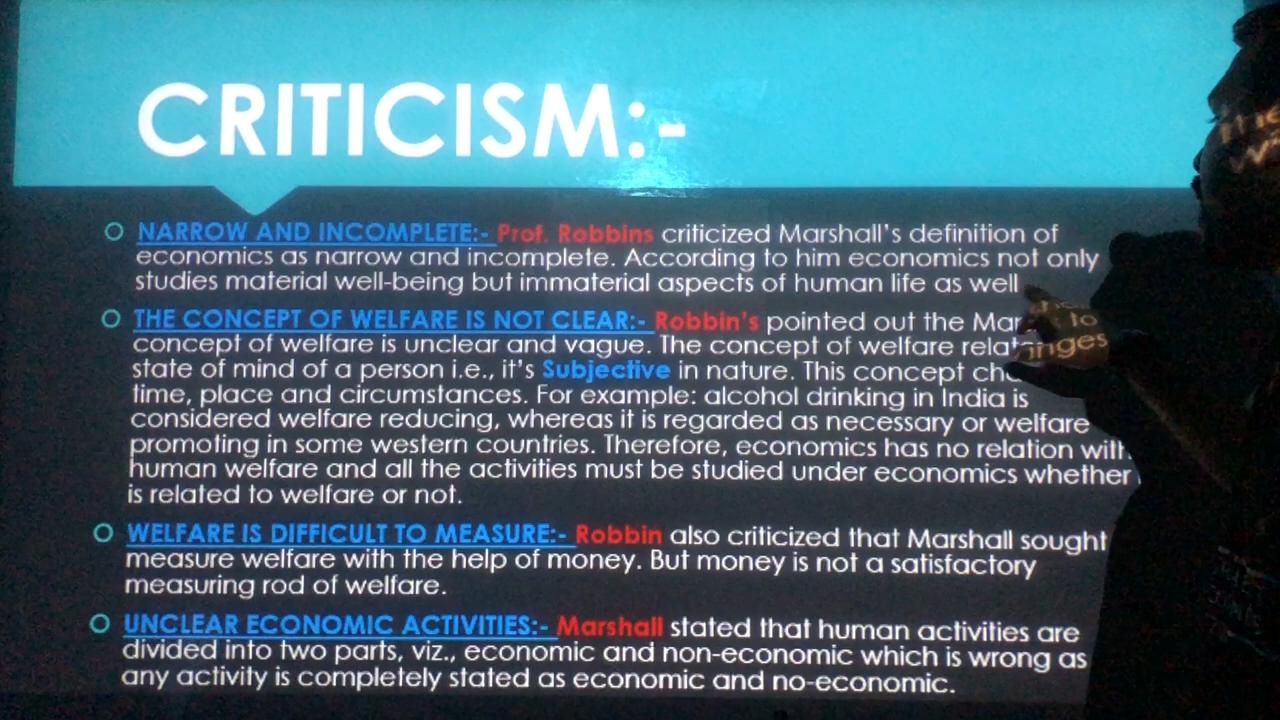 CRITICISM:-
NARROW AND INCOMPLETE:- Prof. Robbins criticized Marshall's definition of
economics as narrow and incomplete. According to him economics not only
studies material well-being but immaterial aspects of human life as well
THE CONCEPT OF WELFARE IS NOT CLEAR:- Robbin's pointed out the
concept of welfare is unclear and vague. The concept of welfare
state of mind of a person i.e., it's Subjective in nature. This concept
time, place and circumstances. For example: alcohol drinking in India is
considered welfare reducing, whereas it is regarded as necessary or welfare
promoting in some western countries. Therefore, economics has no relation with
human welfare and all the activities must be studied under economics whether
is related to welfare or not.
WELFARE IS DIFFICULT TO MEASURE:- Robbin also criticized that Marshall sought
measure welfare with the help of money. But money is not a satisfactory
measuring rod of welfare.
UNCLEAR ECONOMIC ACTIVITIES:- Marshall stated that human activities are
divided into two parts, viz., economic and non-economic which is wrong as
any activity is completely stated as economic and no-economic.